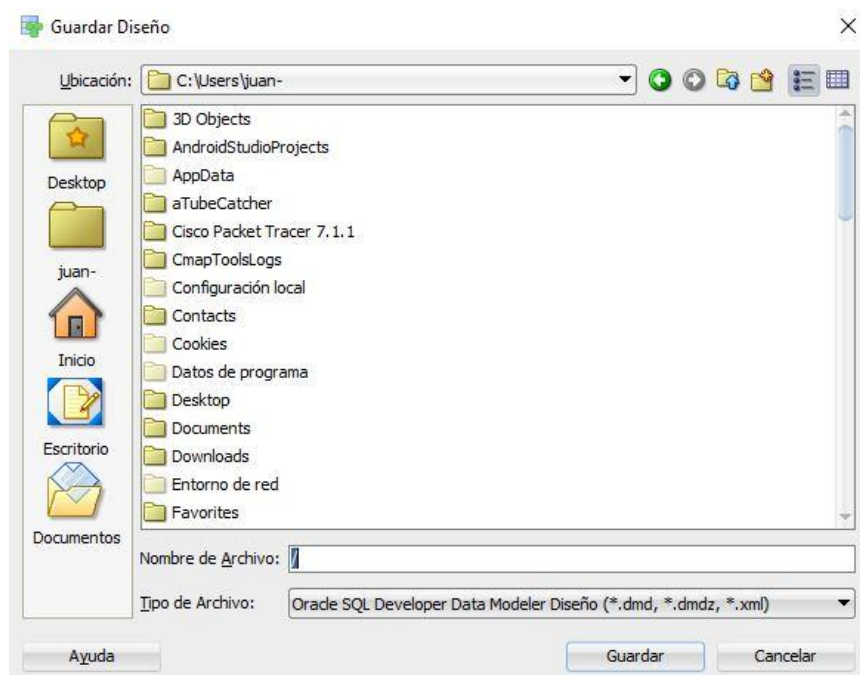 Guardar Diseño
Ubicación: C:\Users\juan-
Desktop
juan-
Inicio
Escritorio
Documentos
3D Objects
AndroidStudioProjects
AppData
aTubeCatcher
Cisco Packet Tracer 7.1.1
CmapToolsLogs
Configuración local
Contacts
Cookies
Datos de programa
Desktop
Documents
Downloads
Entorno de red
Favorites
Nombre de Archivo: /
Tipo de Archivo: Oracle SQL Developer Data Modeler Diseño (*.dmd, *.dmdz, *.xml)
Ayuda Guardar Cancelar